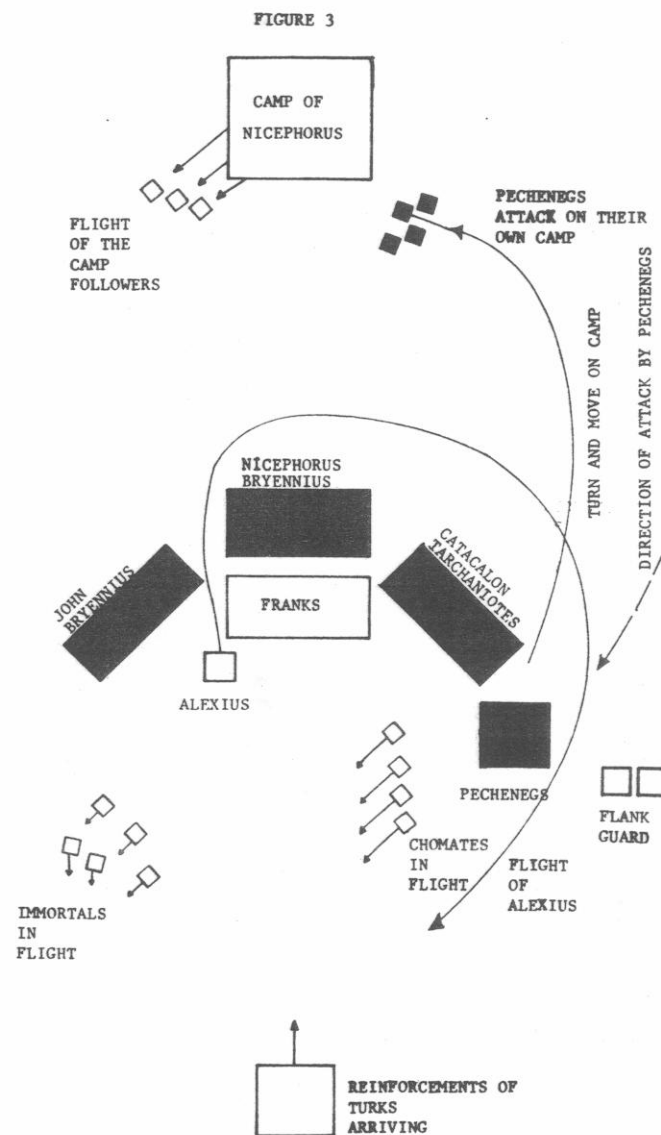 FIGURE 3
CAMP OF
NICEPHORUS
FLIGHT
OF THE
CAMP
FOLLOWERS
PECHENEGS
ATTACK ON THEIR
OWN CAMP
TURN AND MOVE ON CAMP
DIRECTION OF ATTACK BY PECHENEGS
NICEPHORUS
BRYENNIUS
JOHN
BRYENNIUS
FRANKS
CATACALON
TARCHANIOTES
ALEXIUS
PECHENEGS
FLANK
GUARD
CHOMATES
IN
FLIGHT
FLIGHT
OF
ALEXIUS
IMMORTALS
IN
FLIGHT
REINFORCEMENTS OF
TURKS
ARRIVING